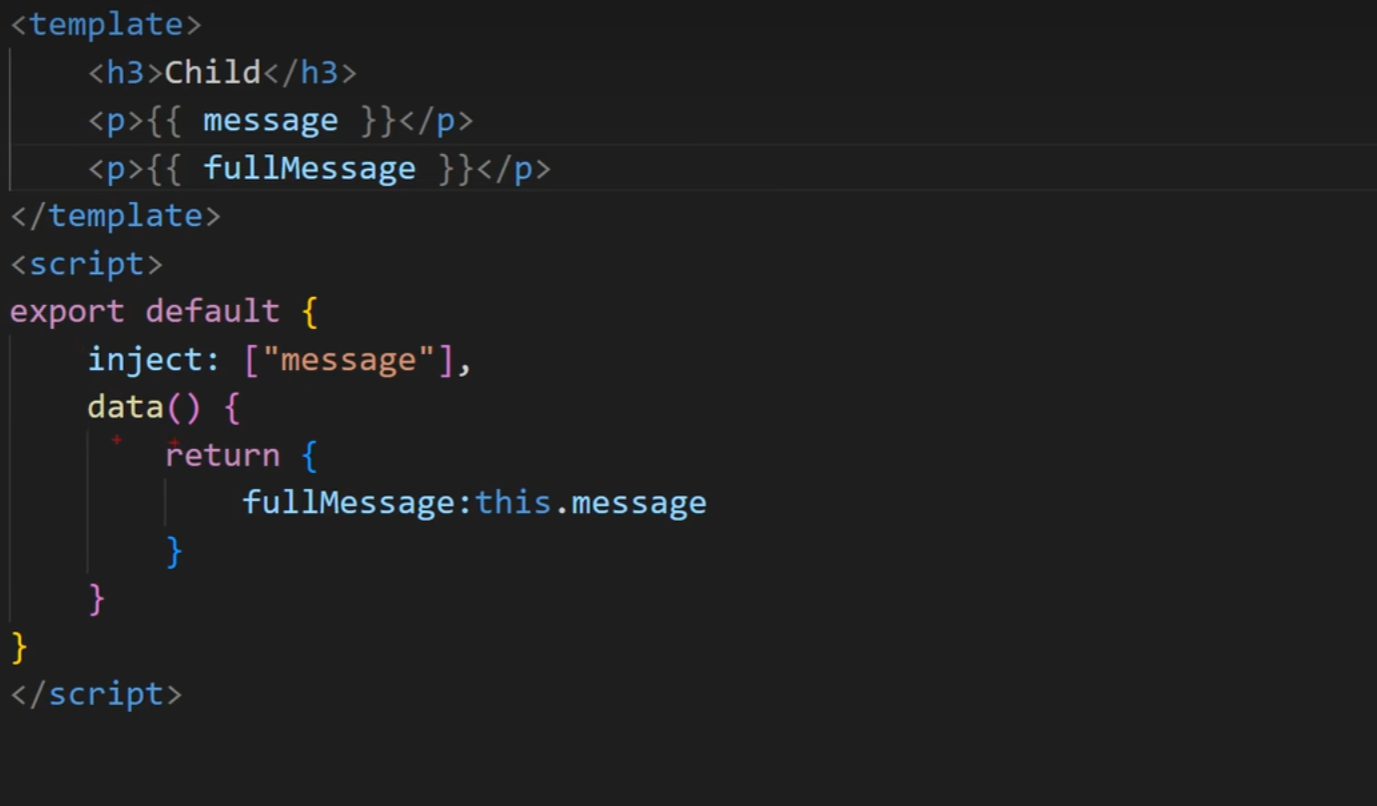 <template>
    <h3>Child</h3>
    <p>{{ message }}</p>
    <p>{{ fullMessage }}</p>
</template>
<script>
export default {
    inject: ["message"],
    data() {
        return {
            fullMessage:this.message
        }
    }
}
</script>